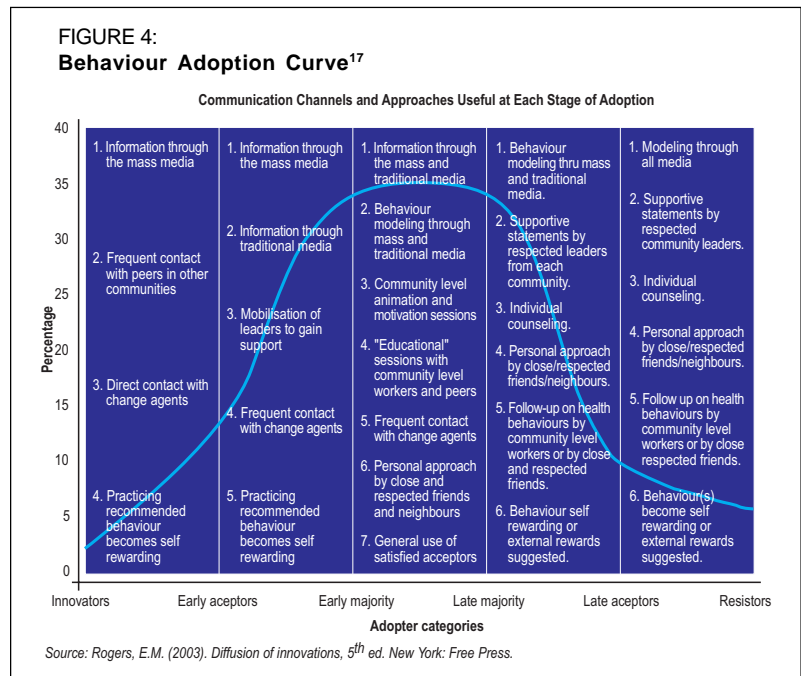 FIGURE 4:
Behaviour Adoption Curve17
Communication Channels and Approaches Useful at Each Stage of Adoption
Percentage
40
35
30
25
20
15
10
5
0
1. Information through
the mass media
2. Frequent contact
with peers in other
communities
3. Direct contact with
change agents
4. Practicing
recommended
behaviour
becomes self
rewarding
1. Information through
the mass media
2. Information through
traditional media
3. Mobilisation of
leaders to gain
support
4. Frequent contact
with change agents
5. Practicing
recommended
behaviour
becomes self
rewarding
1. Information through
the mass and
traditional media
2. Behaviour
modeling through
mass and
traditional media
3. Community level
animation and
motivation sessions
4. "Educational"
sessions with
community level
workers and peers
5. Frequent contact
with change agents
6. Personal approach
by close and
respected friends
and neighbours
7. General use of
satisfied acceptors
1. Behaviour
modeling thru mass
and traditional
media.
2. Supportive
statements by
respected leaders
from each
community.
3. Individual
counseling.
4. Personal approach
by close/respected
friends/neighbours.
5. Follow-up on health
behaviours by
community level
workers or by close
and respected
friends.
6. Behaviour self
rewarding or
external rewards
suggested.
1. Modeling through
all media
2. Supportive
statements by
respected
community leaders.
3. Individual
counseling.
4. Personal approach
by close/respected
friends/neighbours.
5. Follow up on health
behaviours by
community level
workers or by close
respected friends.
6. Behaviour(s)
become self
rewarding or
external rewards
suggested.
Innovators Early aceptors Early majority Late majority Late aceptors Resistors
Adopter categories
Source: Rogers, E.M. (2003). Diffusion of innovations, 5th ed. New York: Free Press.